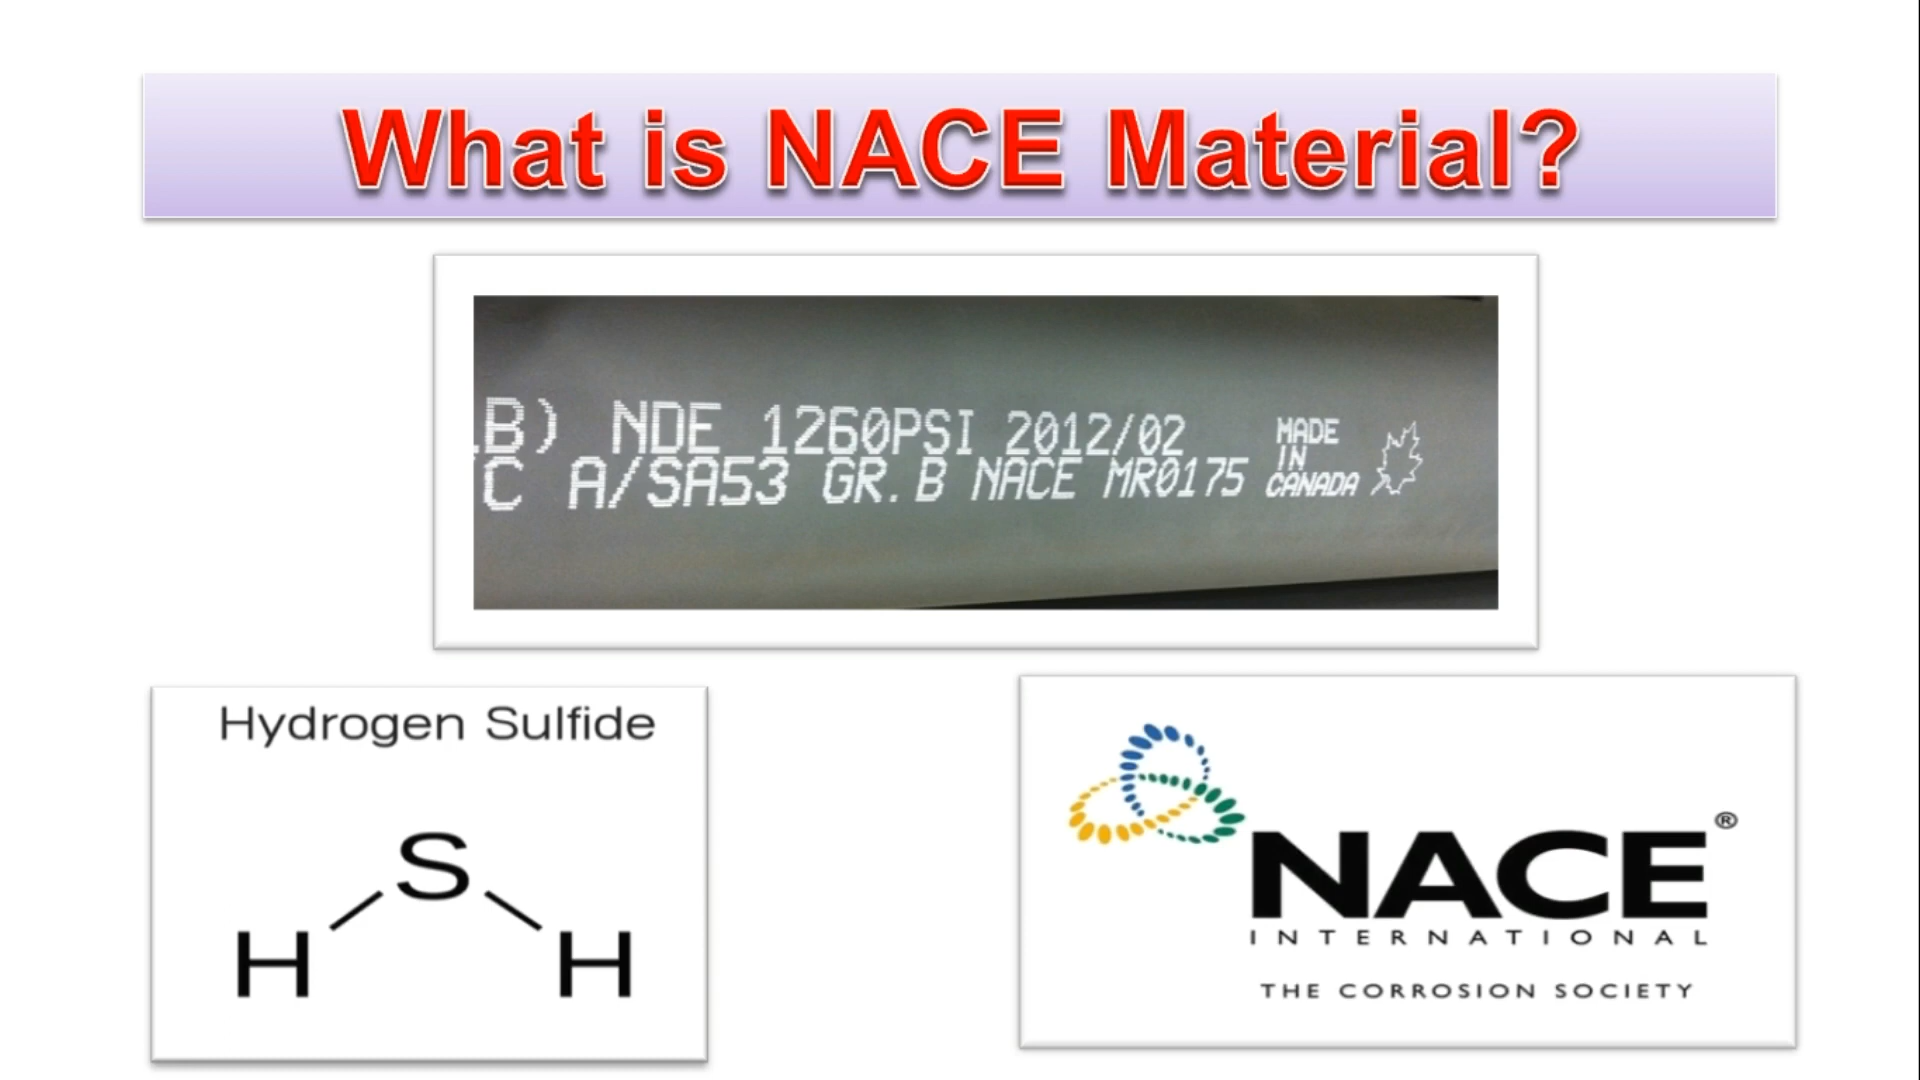 What is NACE Material?
.B) NDE 1260PSI 2012/02
C A/SA53 GR.B NACE MR0175
MADE
IN
CANADA
Hydrogen Sulfide
S
H H
NACE®
INTERNATIONAL
THE CORROSION SOCIETY